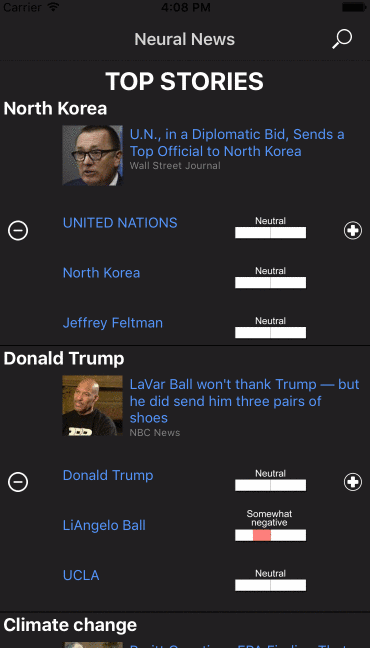 Carrier 4:08 PM
Neural News
TOP STORIES
North Korea
U.N., in a Diplomatic Bid, Sends a
Top Official to North Korea
Wall Street Journal
UNITED NATIONS
Neutral
North Korea
Neutral
Jeffrey Feltman
Neutral
Donald Trump
LaVar Ball won't thank Trump — but
he did send him three pairs of
shoes
NBC News
Donald Trump
Neutral
LiAngelo Ball
Somewhat
negative
UCLA
Neutral
Climate change